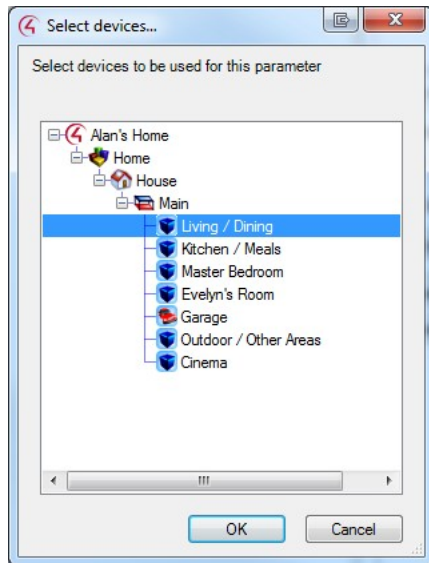 Select devices...
Select devices to be used for this parameter
Alan's Home
Home
House
Main
Living / Dining
Kitchen / Meals
Master Bedroom
Evelyn's Room
Garage
Outdoor / Other Areas
Cinema
OK Cancel